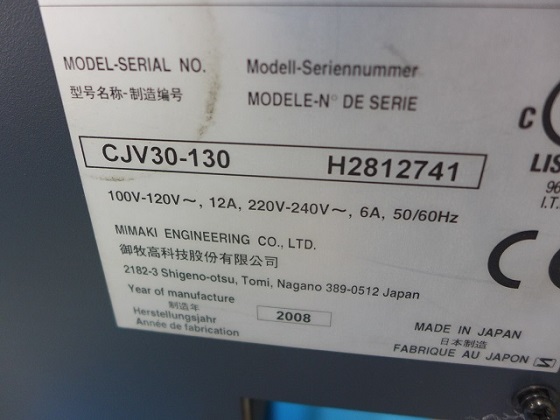 MODEL-SERIAL NO. Modell-Seriennummer
型号名称-制造编号 MODELE-N° DE SERIE
CJV30-130 H2812741
100V-120V～, 12A, 220V-240V～, 6A, 50/60Hz
MIMAKI ENGINEERING CO., LTD.
御牧高科技股份有限公司
2182-3 Shigeno-otsu, Tomi, Nagano 389-0512 Japan
Year of manufacture
制造年
Herstellungsjahr
Année de fabrication
2008
MADE IN JAPAN
日本制造
FABRIQUE AU JAPON
C
LIS
96
I.T.
CE